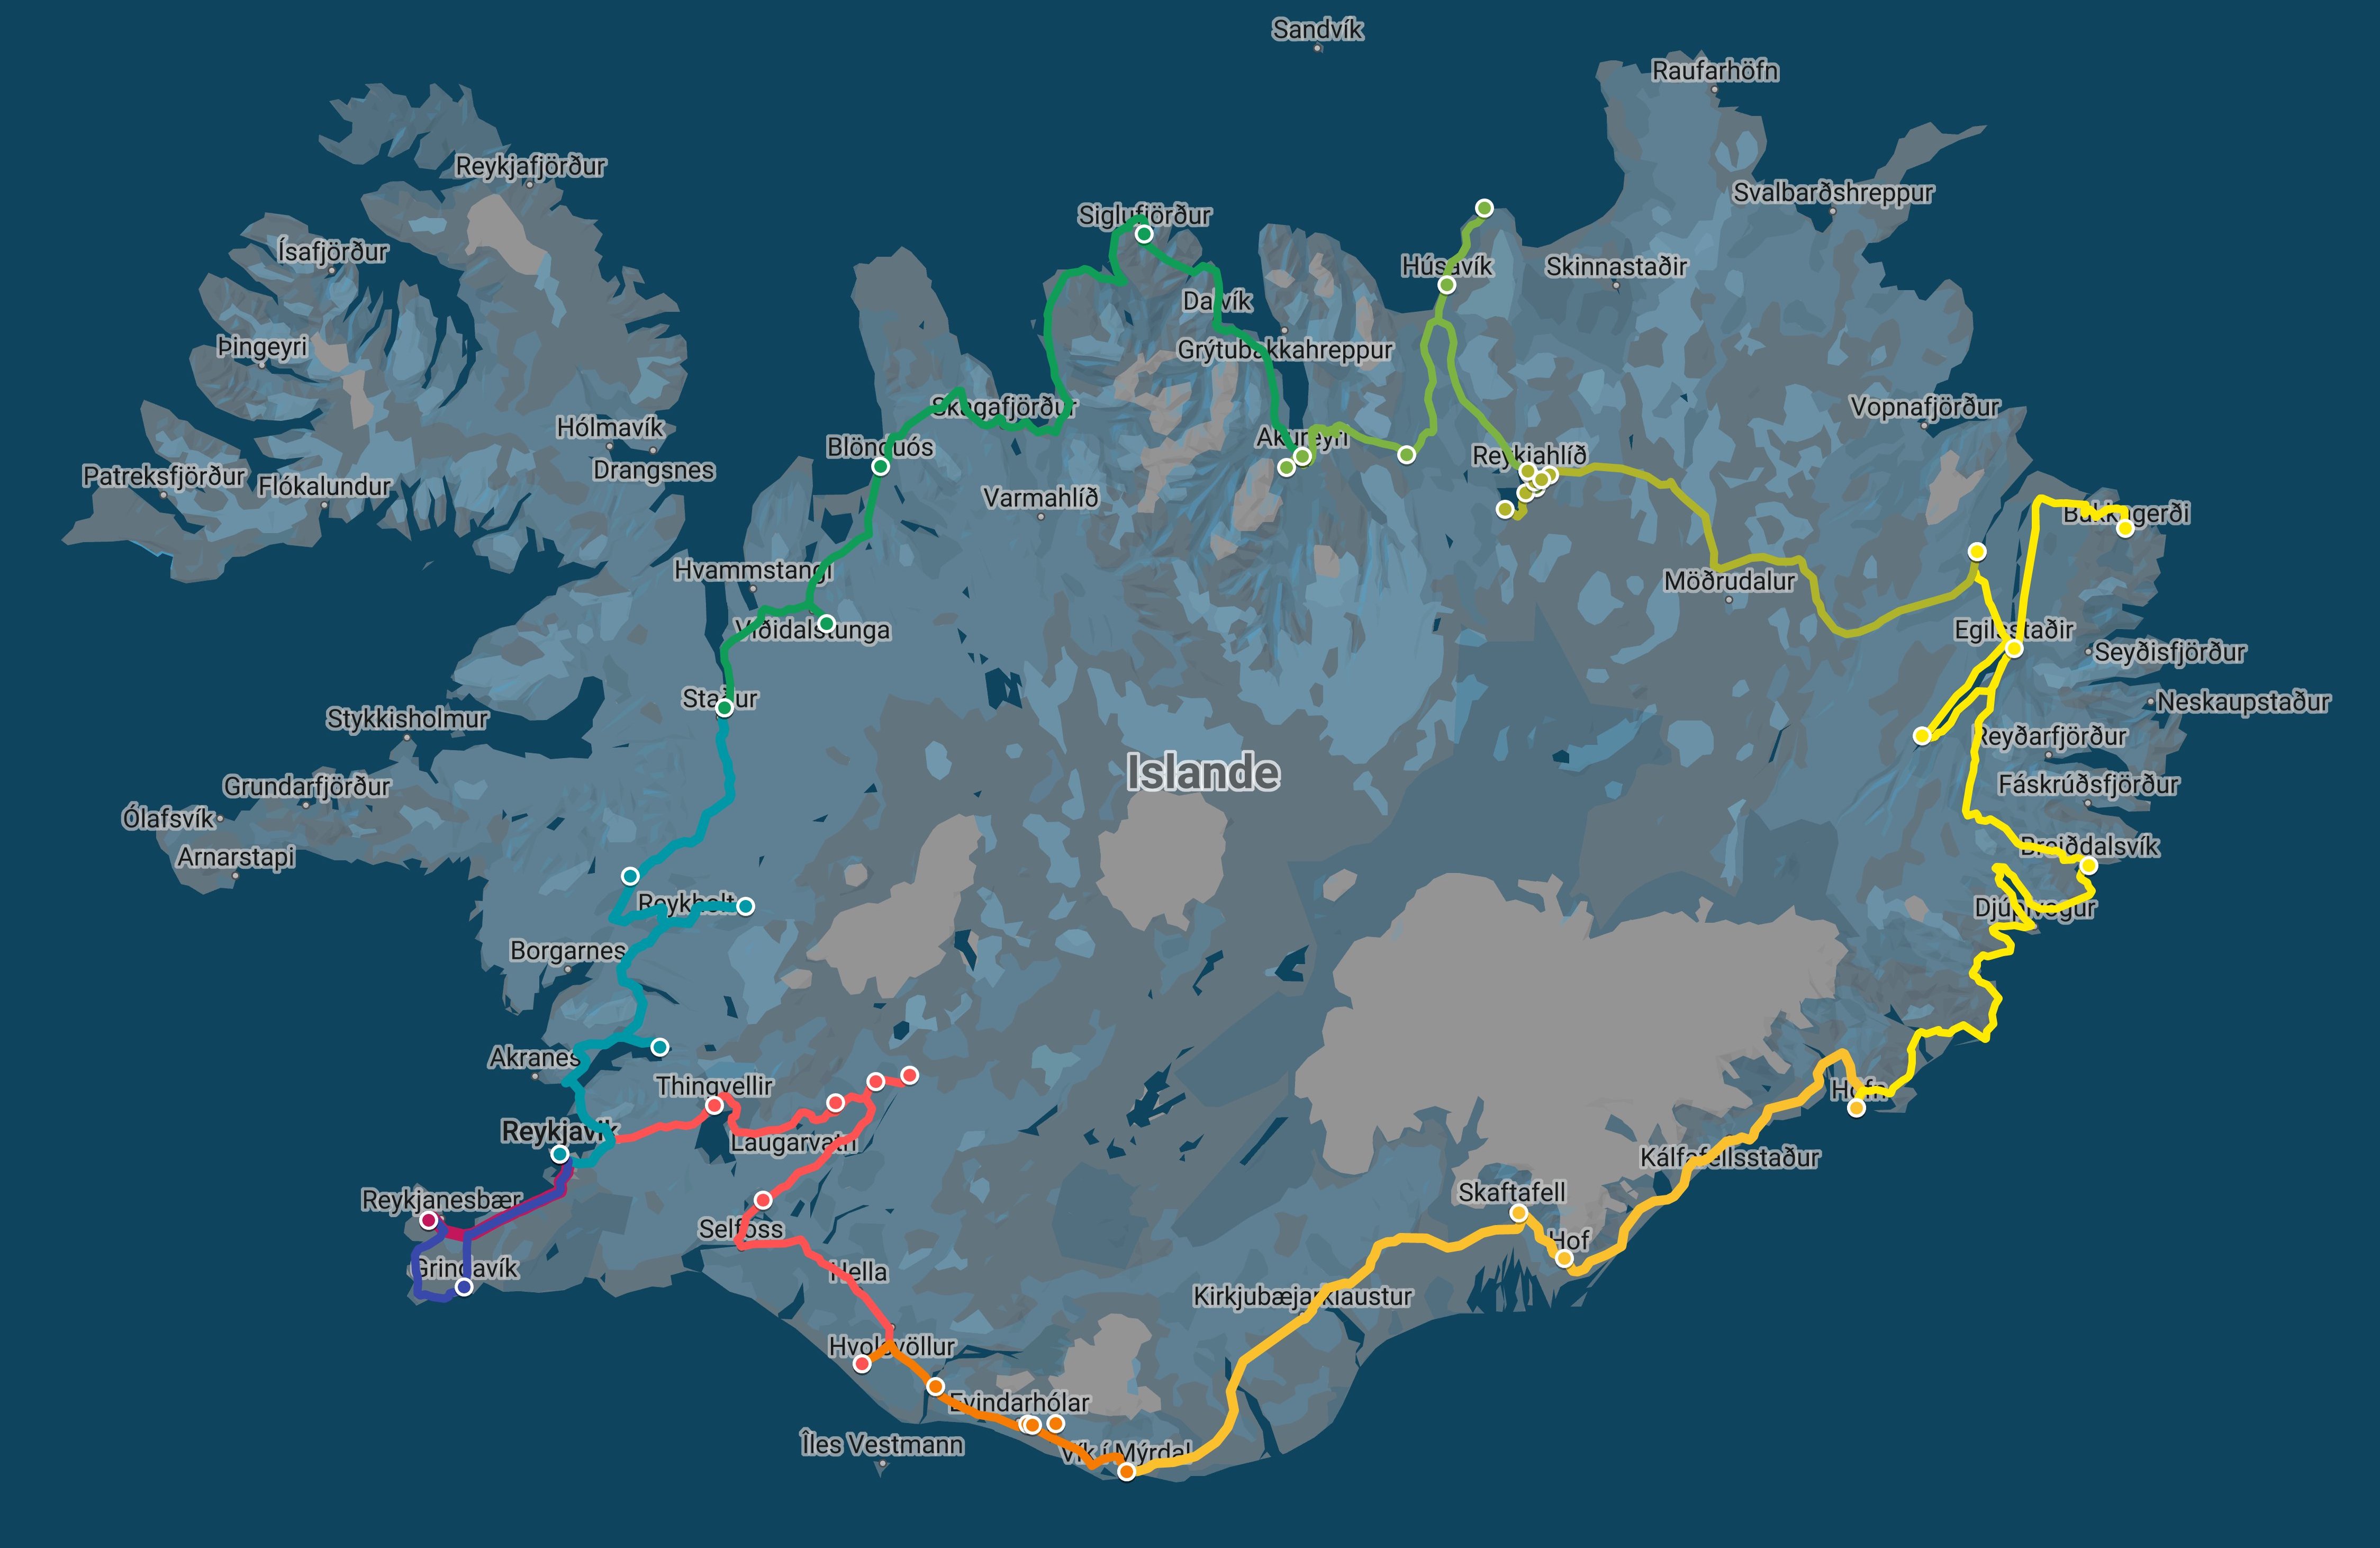 Sandvík
Raufarhöfn
Reykjafjörður
Svalbarðshreppur
Siglufjörður
Ísafjörður
Húsavík
Skinnastaðir
Dalvík
Þingeyri
Grýtubakkahreppur
Skagafjörður
Vopnafjörður
Hólmavík
Akureyri
Blönduós
Reykjahlíð
Drangsnes
Patreksfjörður
Flókalundur
Varmahlíð
Bakkagerði
Hvammstangi
Möðrudalur
Víðidalstunga
Egilsstaðir
Seyðisfjörður
Staður
Neskaupstaður
Stykkisholmur
Reyðarfjörður
Islande
Grundarfjörður
Fáskrúðsfjörður
Ólafsvík
Breiðdalsvík
Arnarstapi
Reykholt
Djúpivogur
Borgarnes
Akranes
Thingvellir
Höfn
Reykjavik
Laugarvatn
Kálfafellsstaður
Skaftafell
Reykjanesbær
Selfoss
Hof
Grindavík
Hella
Kirkjubæjarklaustur
Hvolsvöllur
Eyvindarhólar
Îles Vestmann
Vík í Mýrdal